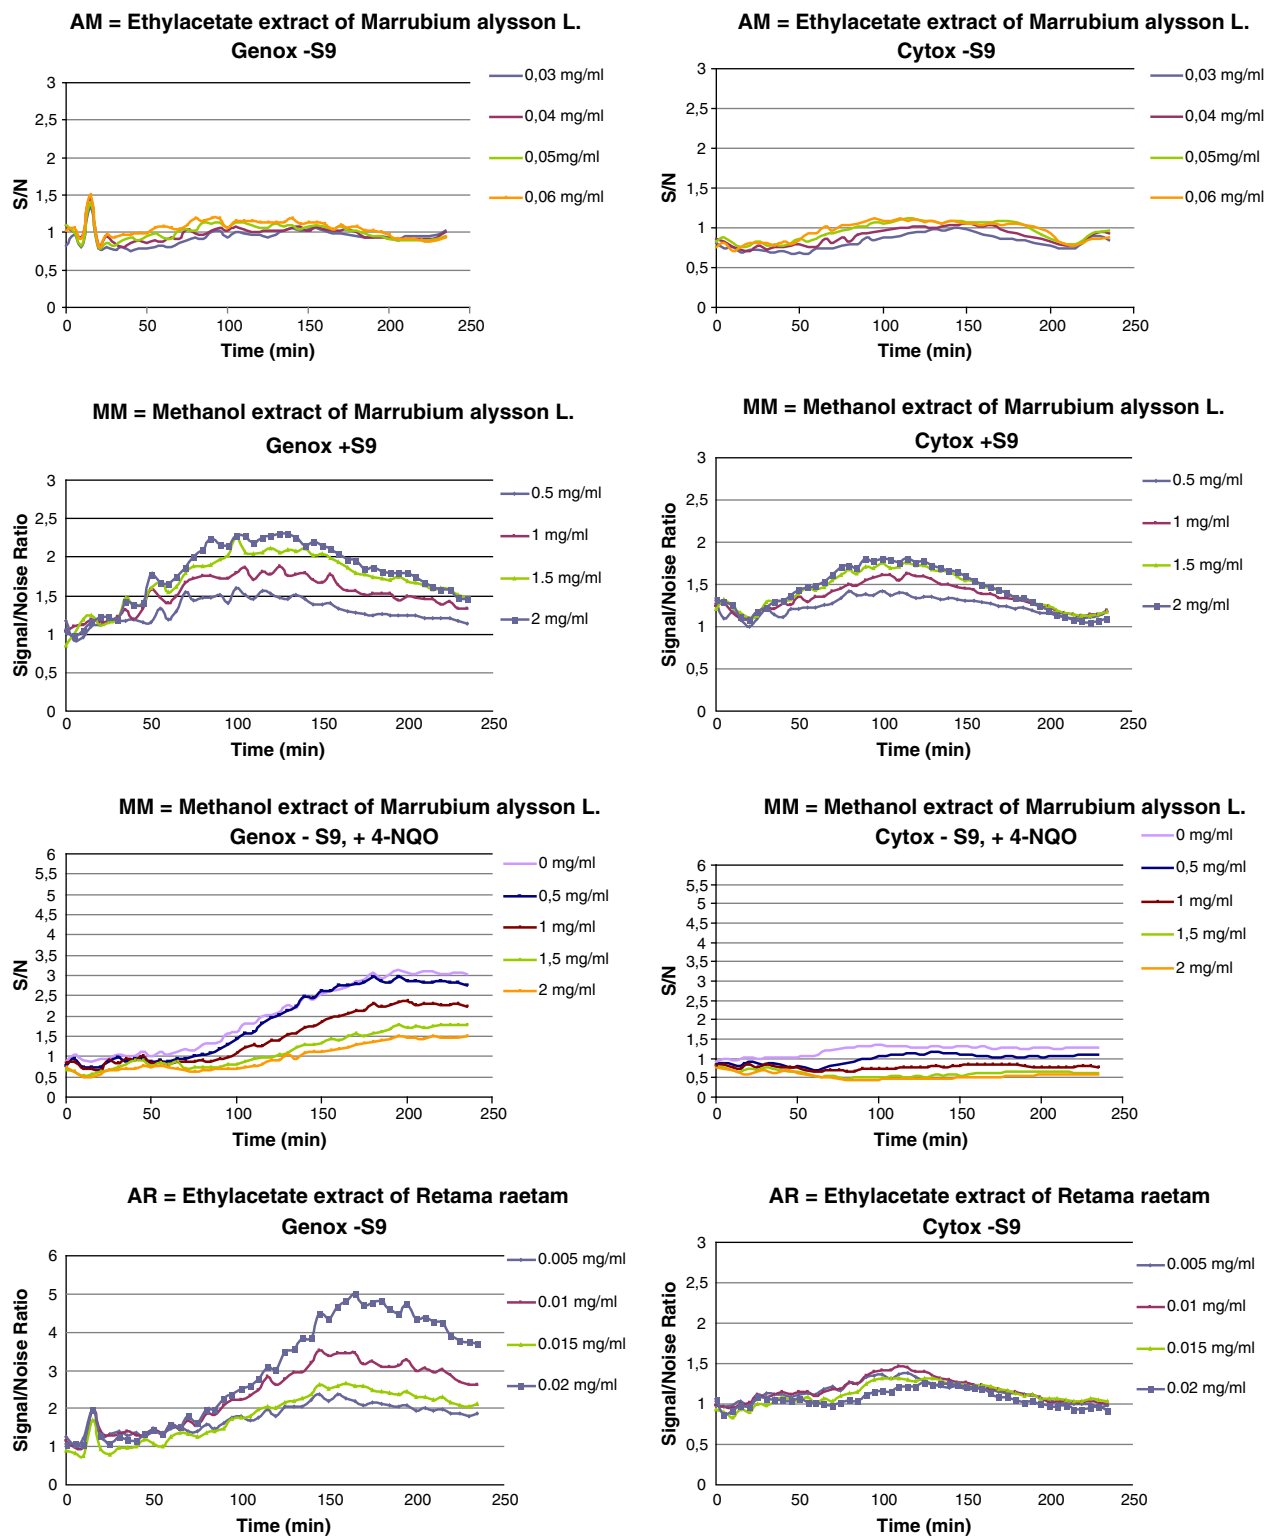 AM = Ethylacetate extract of Marrubium alysson L.
Genox -S9
3
2,5
2
1,5
1
0,5
0
S/N
0 50 100 150 200 250
Time (min)
0,03 mg/ml
0,04 mg/ml
0,05mg/ml
0,06 mg/ml
AM = Ethylacetate extract of Marrubium alysson L.
Cytox -S9
3
2,5
2
1,5
1
0,5
0
S/N
0 50 100 150 200 250
Time (min)
0,03 mg/ml
0,04 mg/ml
0,05mg/ml
0,06 mg/ml
MM = Methanol extract of Marrubium alysson L.
Genox +S9
3
2,5
2
1,5
1
0,5
0
Signal/Noise Ratio
0 50 100 150 200 250
Time (min)
0.5 mg/ml
1 mg/ml
1.5 mg/ml
2 mg/ml
MM = Methanol extract of Marrubium alysson L.
Cytox +S9
3
2,5
2
1,5
1
0,5
0
Signal/Noise Ratio
0 50 100 150 200 250
Time (min)
0.5 mg/ml
1 mg/ml
1.5 mg/ml
2 mg/ml
MM = Methanol extract of Marrubium alysson L.
Genox - S9, + 4-NQO
6
5,5
5
4,5
4
3,5
3
2,5
2
1,5
1
0,5
0
S/N
0 50 100 150 200 250
Time (min)
0 mg/ml
0,5 mg/ml
1 mg/ml
1,5 mg/ml
2 mg/ml
MM = Methanol extract of Marrubium alysson L.
Cytox - S9, + 4-NQO
6
5,5
5
4,5
4
3,5
3
2,5
2
1,5
1
0,5
0
S/N
0 50 100 150 200 250
Time (min)
0 mg/ml
0,5 mg/ml
1 mg/ml
1,5 mg/ml
2 mg/ml
AR = Ethylacetate extract of Retama raetam
Genox -S9
6
5
4
3
2
1
0
Signal/Noise Ratio
0 50 100 150 200 250
Time (min)
0.005 mg/ml
0.01 mg/ml
0.015 mg/ml
0.02 mg/ml
AR = Ethylacetate extract of Retama raetam
Cytox -S9
3
2,5
2
1,5
1
0,5
0
Signal/Noise Ratio
0 50 100 150 200 250
Time (min)
0.005 mg/ml
0.01 mg/ml
0.015 mg/ml
0.02 mg/ml